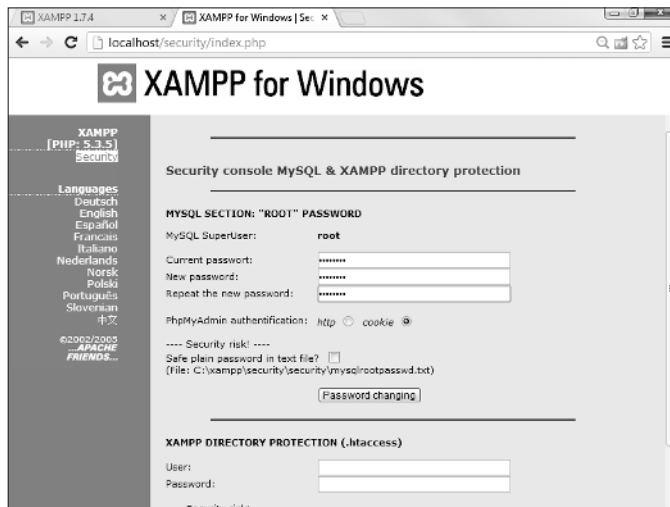 XAMPP 1.7.4 ×
XAMPP for Windows | Sec ×
localhost/security/index.php
XAMPP for Windows
XAMPP
[PHP: 5.3.5]
Security
Languages
Deutsch
English
Español
Francais
Italiano
Nederlands
Norsk
Polski
Português
Slovenian
中文
©2002/2005
...APACHE
FRIENDS...
Security console MySQL & XAMPP directory protection
MYSQL SECTION: "ROOT" PASSWORD
MySQL SuperUser: root
Current passwort: ••••••••
New password: ••••••••
Repeat the new password: ••••••••
PhpMyAdmin authentification: http cookie
---- Security risk! ----
Safe plain password in text file?
(File: C:\xampp\security\security\mysqlrootpasswd.txt)
Password changing
XAMPP DIRECTORY PROTECTION (.htaccess)
User:
Password: